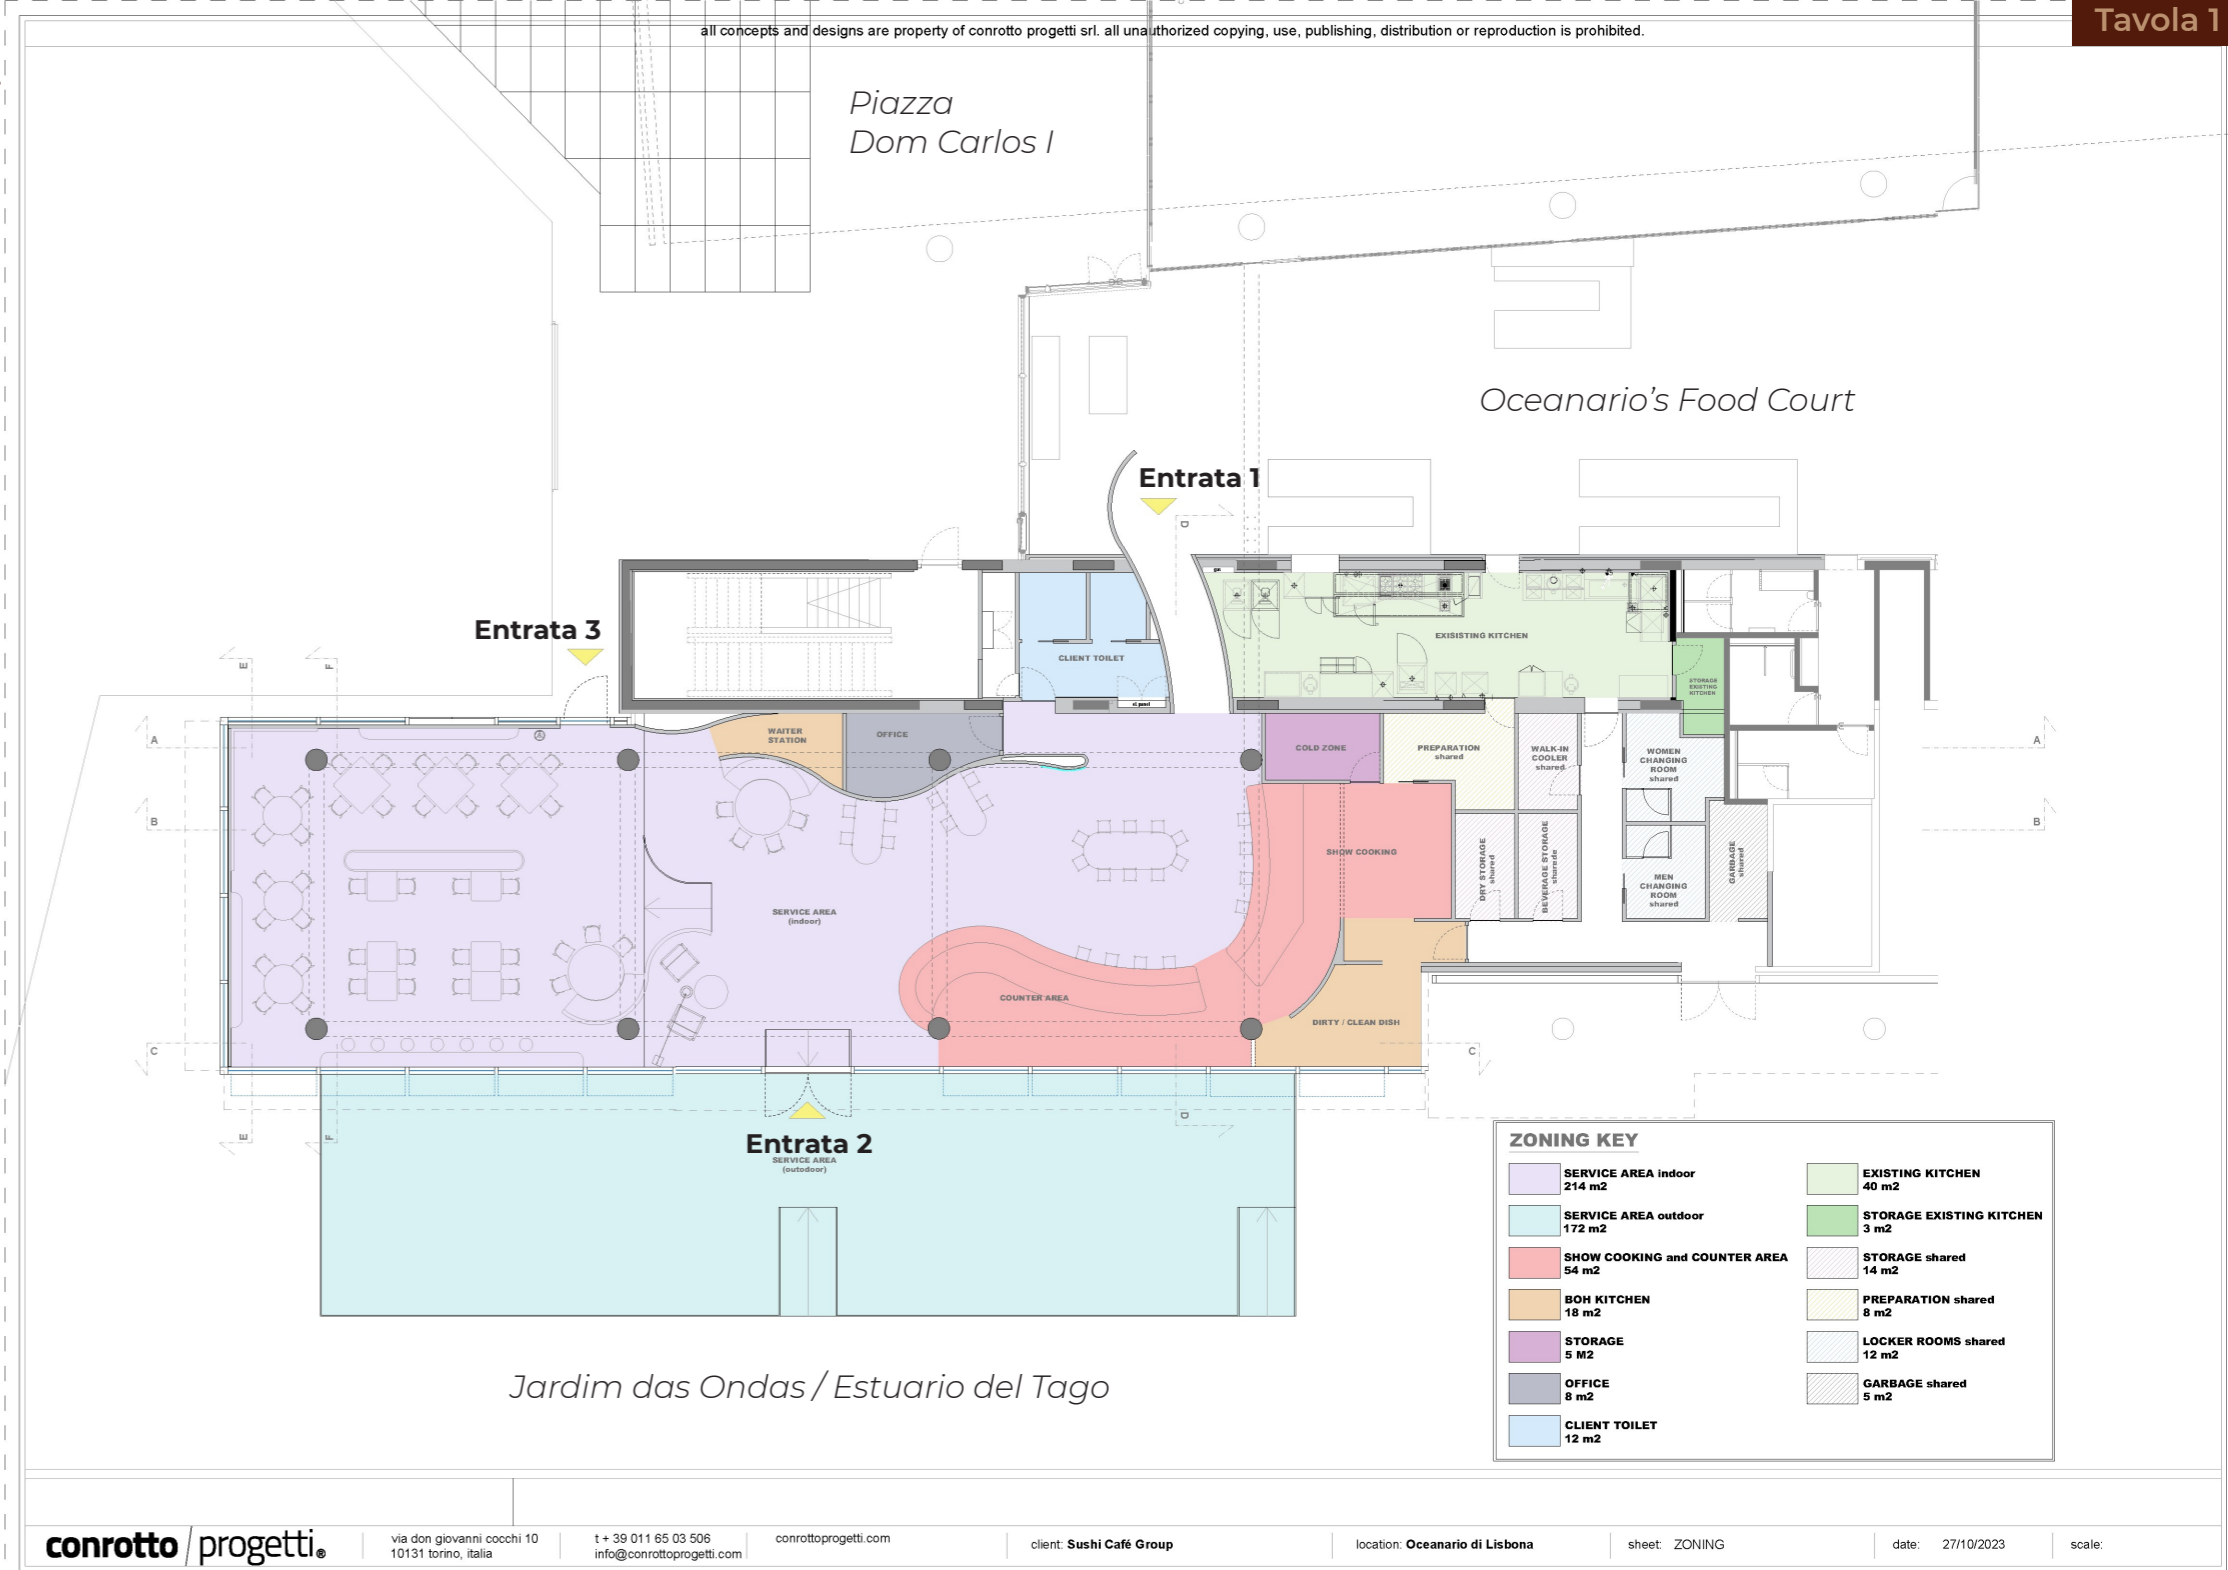 Tavola 1
all concepts and designs are property of conrotto progetti srl. all unauthorized copying, use, publishing, distribution or reproduction is prohibited.
Piazza
Dom Carlos I
Oceanario's Food Court
Entrata 1
D
Entrata 3
EXISISTING KITCHEN
CLIENT TOILET
STORAGE
EXISTING
KITCHEN
el. panel
E
F
A
WAITER
STATION
OFFICE
COLD ZONE
PREPARATION
shared
WALK-IN
COOLER
shared
WOMEN
CHANGING
ROOM
shared
A
B
B
SHOW COOKING
DRY STORAGE
shared
BEVERAGE STORAGE
sharede
MEN
CHANGING
ROOM
shared
GARBAGE
shared
SERVICE AREA
(indoor)
COUNTER AREA
DIRTY / CLEAN DISH
C
C
E
F
D
Entrata 2
SERVICE AREA
(outodoor)
ZONING KEY
SERVICE AREA indoor
214 m2
SERVICE AREA outdoor
172 m2
SHOW COOKING and COUNTER AREA
54 m2
BOH KITCHEN
18 m2
STORAGE
5 M2
OFFICE
8 m2
CLIENT TOILET
12 m2
EXISTING KITCHEN
40 m2
STORAGE EXISTING KITCHEN
3 m2
STORAGE shared
14 m2
PREPARATION shared
8 m2
LOCKER ROOMS shared
12 m2
GARBAGE shared
5 m2
Jardim das Ondas / Estuario del Tago
conrotto / progetti®
via don giovanni cocchi 10
10131 torino, italia
t + 39 011 65 03 506
info@conrottoprogetti.com
conrottoprogetti.com
client: Sushi Café Group
location: Oceanario di Lisbona
sheet: ZONING
date: 27/10/2023
scale: